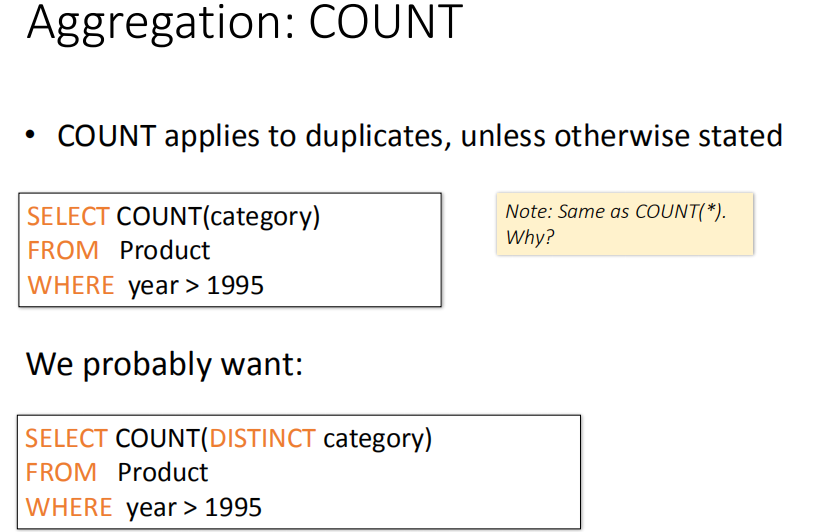 Aggregation: COUNT
• COUNT applies to duplicates, unless otherwise stated
SELECT COUNT(category)
FROM Product
WHERE year > 1995
Note: Same as COUNT(*).
Why?
We probably want:
SELECT COUNT(DISTINCT category)
FROM Product
WHERE year > 1995